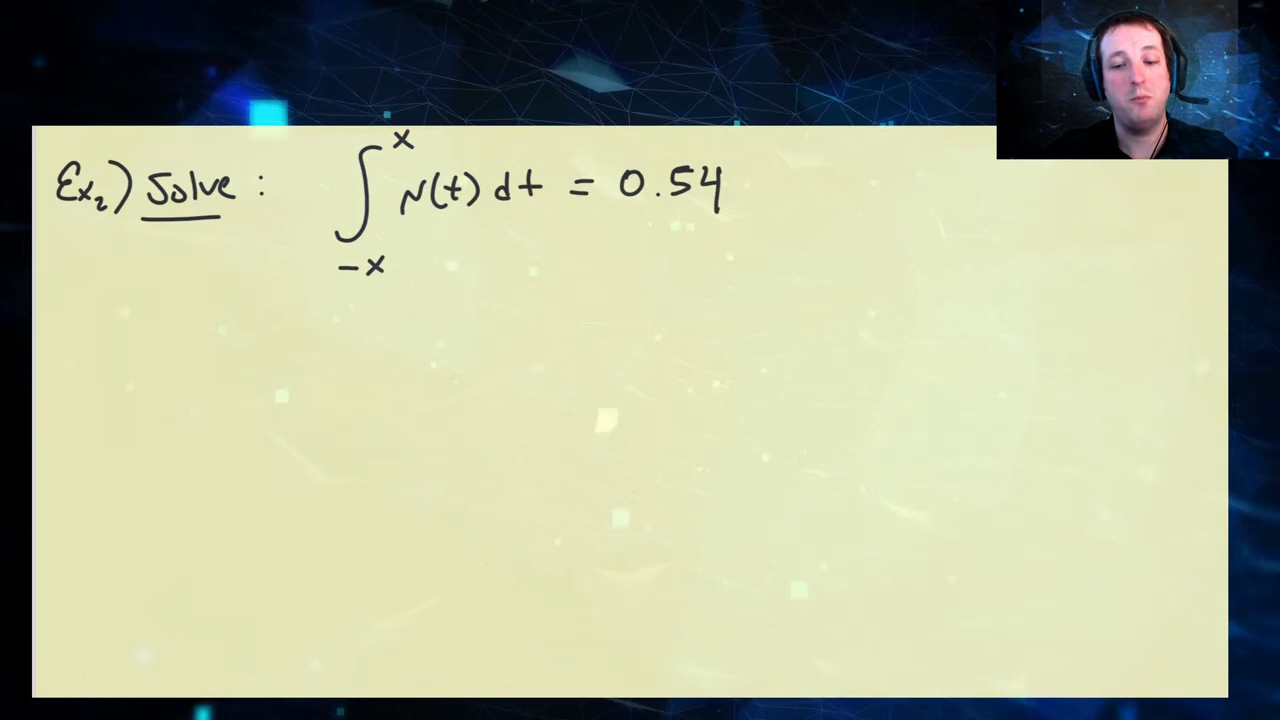 Ex₂) Solve : ∫_{-x}^{x} N(t) dt = 0.54